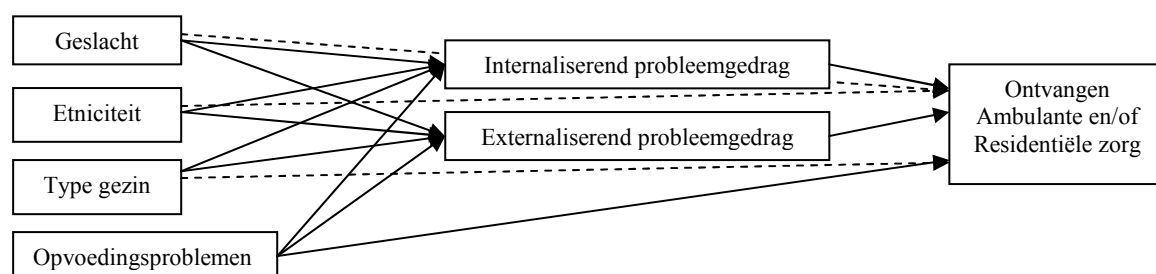 Geslacht
Etniciteit
Type gezin
Opvoedingsproblemen
Internaliserend probleemgedrag
Externaliserend probleemgedrag
Ontvangen
Ambulante en/of
Residentiële zorg